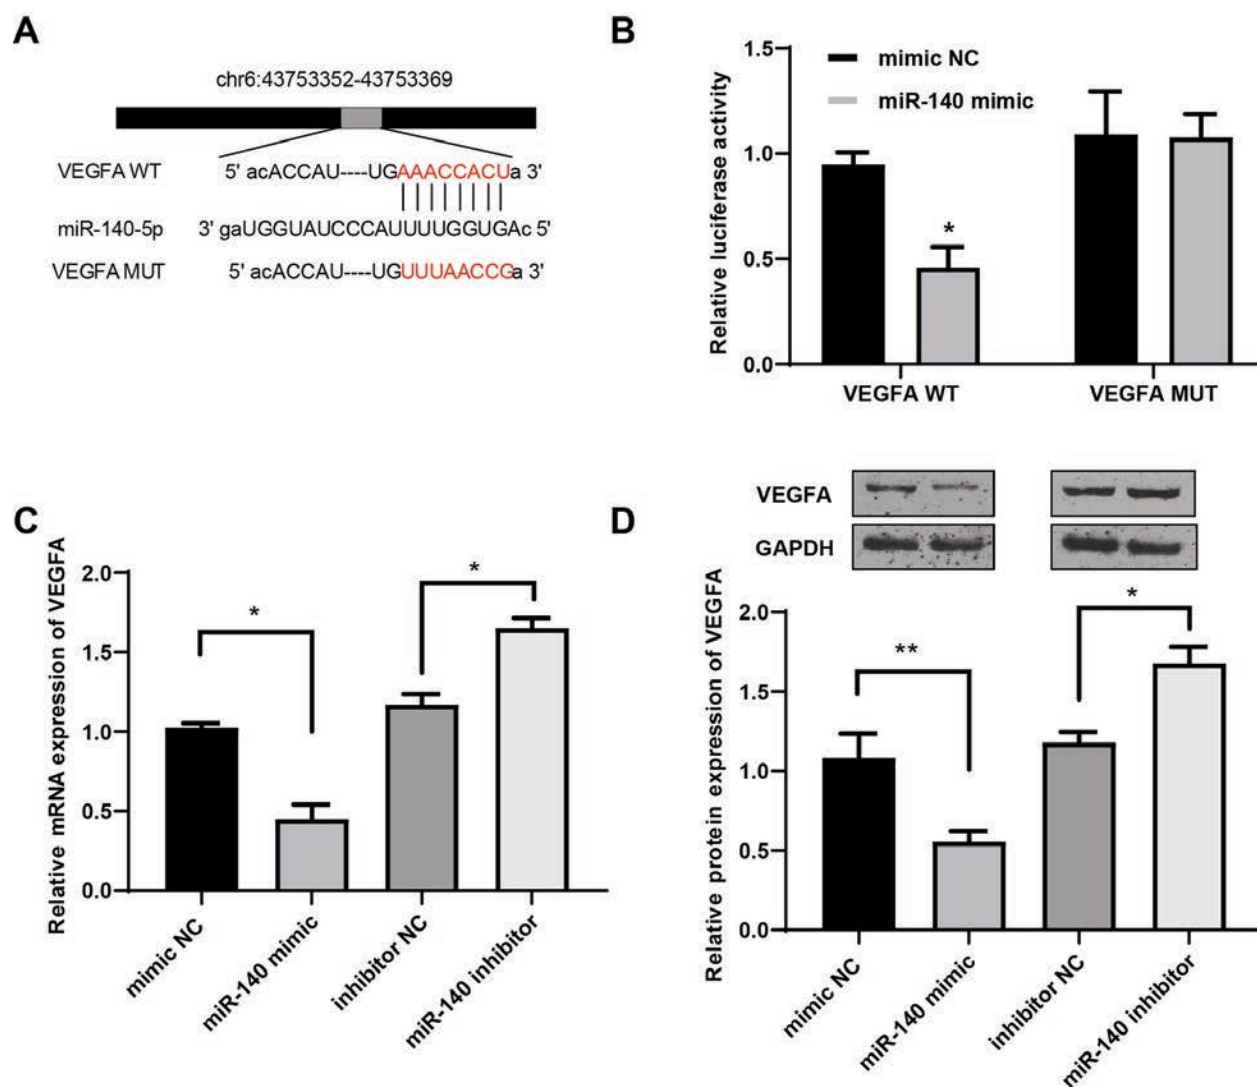 A
chr6:43753352-43753369
VEGFA WT 5' acACCAU----UGAAACCACUa 3'
miR-140-5p 3' gaUGGUAUCCCAUUUUGGUGAc 5'
VEGFA MUT 5' acACCAU----UGUUUAACCGa 3'
B
mimic NC
miR-140 mimic
Relative luciferase activity
1.5
1.0
0.5
0.0
VEGFA WT VEGFA MUT
*
C
Relative mRNA expression of VEGFA
2.0
1.5
1.0
0.5
0.0
*
*
mimic NC
miR-140 mimic
inhibitor NC
miR-140 inhibitor
D
VEGFA
GAPDH
Relative protein expression of VEGFA
2.0
1.5
1.0
0.5
0.0
**
*
mimic NC
miR-140 mimic
inhibitor NC
miR-140 inhibitor